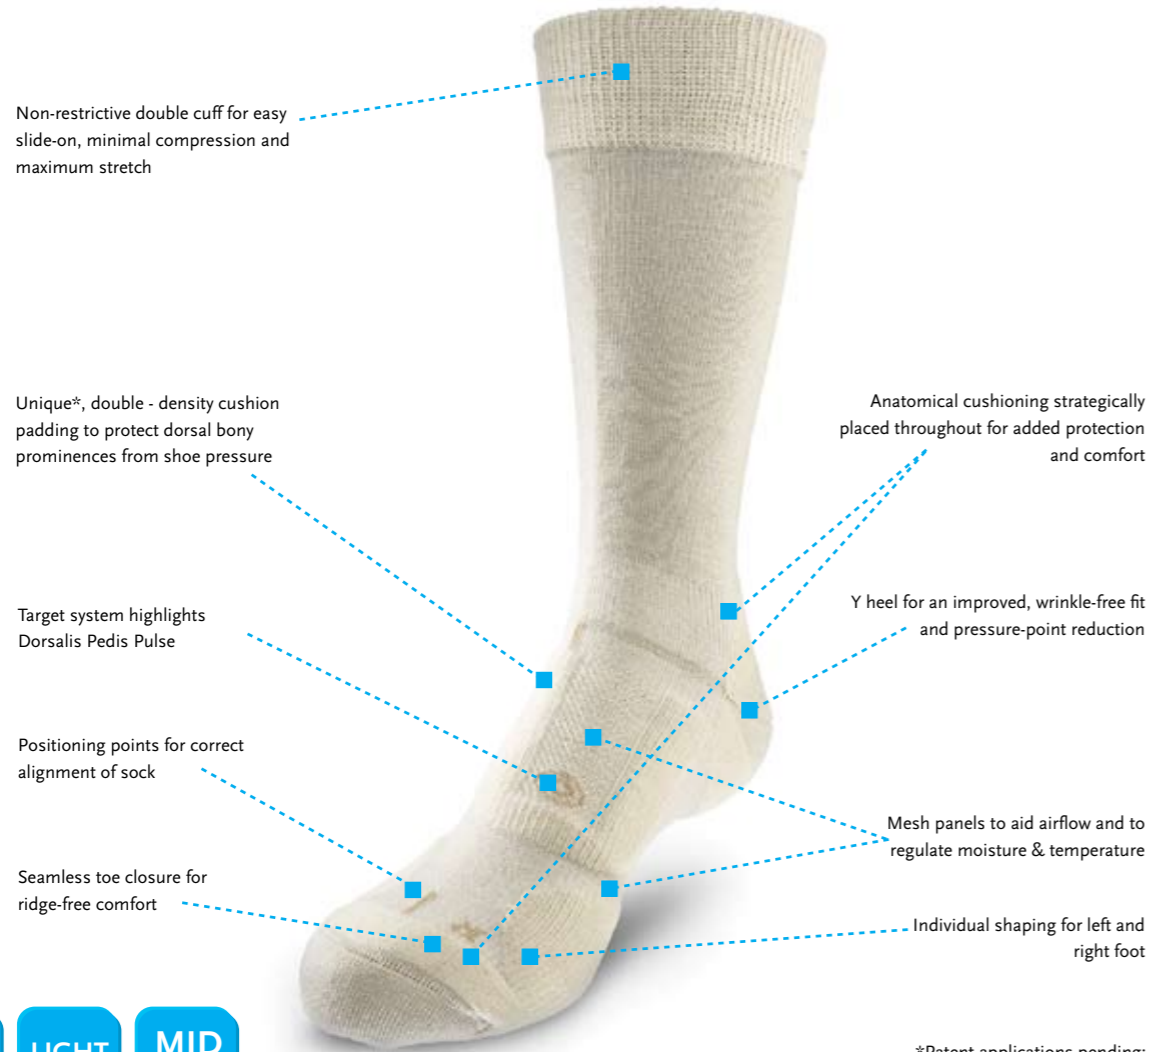 Non-restrictive double cuff for easy
slide-on, minimal compression and
maximum stretch
Unique*, double - density cushion
padding to protect dorsal bony
prominences from shoe pressure
Anatomical cushioning strategically
placed throughout for added protection
and comfort
Target system highlights
Dorsalis Pedis Pulse
Y heel for an improved, wrinkle-free fit
and pressure-point reduction
Positioning points for correct
alignment of sock
Mesh panels to aid airflow and to
regulate moisture & temperature
Seamless toe closure for
ridge-free comfort
Individual shaping for left and
right foot
LIGHT
MID
*Patent applications pending: